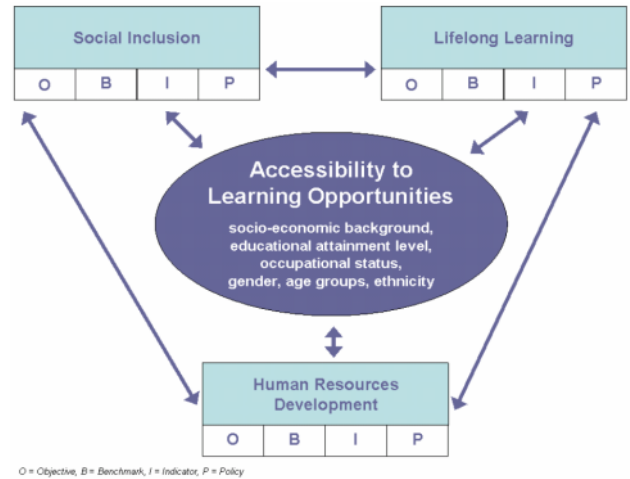 Social Inclusion
O B I P
Lifelong Learning
O B I P
Accessibility to
Learning Opportunities
socio-economic background,
educational attainment level,
occupational status,
gender, age groups, ethnicity
Human Resources
Development
O B I P
O = Objective, B = Benchmark, I = Indicator, P = Policy